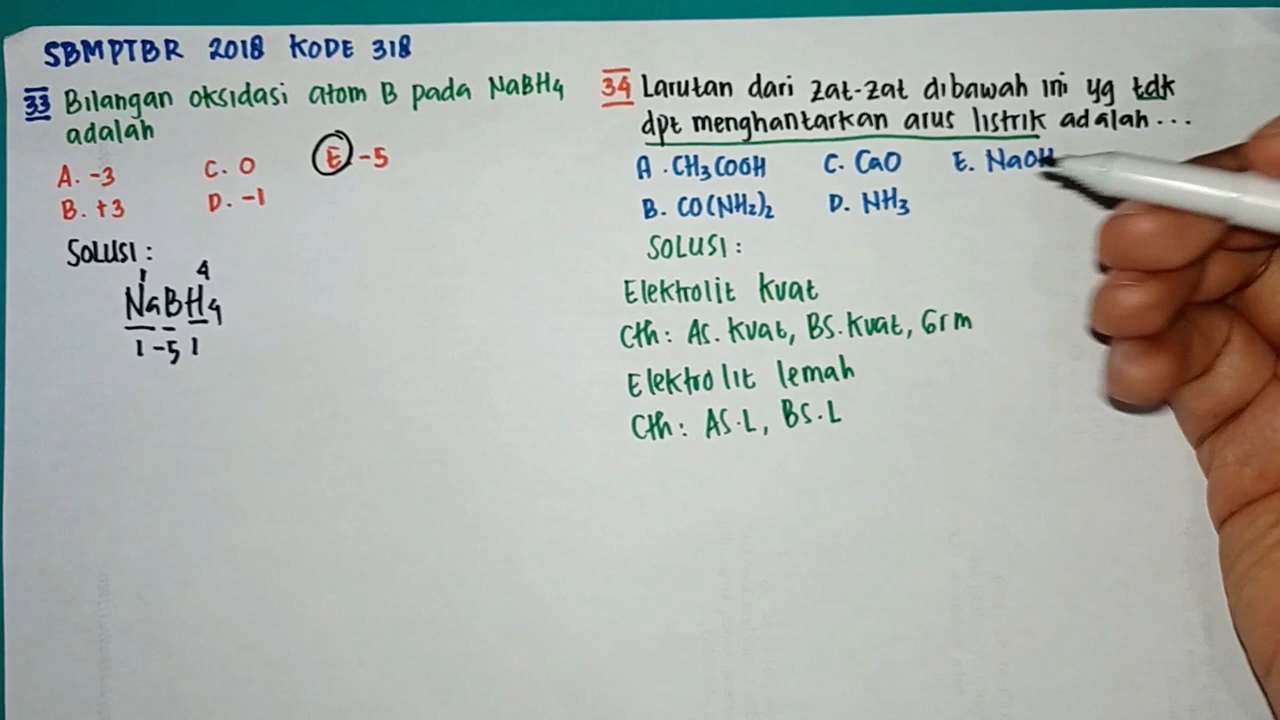 SBMPTBR 2018 KODE 318
33 Bilangan oksidasi atom B pada NaBH4
adalah
A. -3
C. 0
E -5
B. +3
D. -1
SOLUSI:
1 4
NaBH4
1 -5 1
34 Larutan dari zat-zat dibawah ini yg tdk
dpt menghantarkan arus listrik adalah...
A. CH3COOH
C. CaO
E. NaOH
B. CO(NH2)2
D. NH3
SOLUSI:
Elektrolit kuat
Cth: As. Kuat, BS. Kuat, Grm
Elektrolit lemah
Cth: AS.L, BS.L